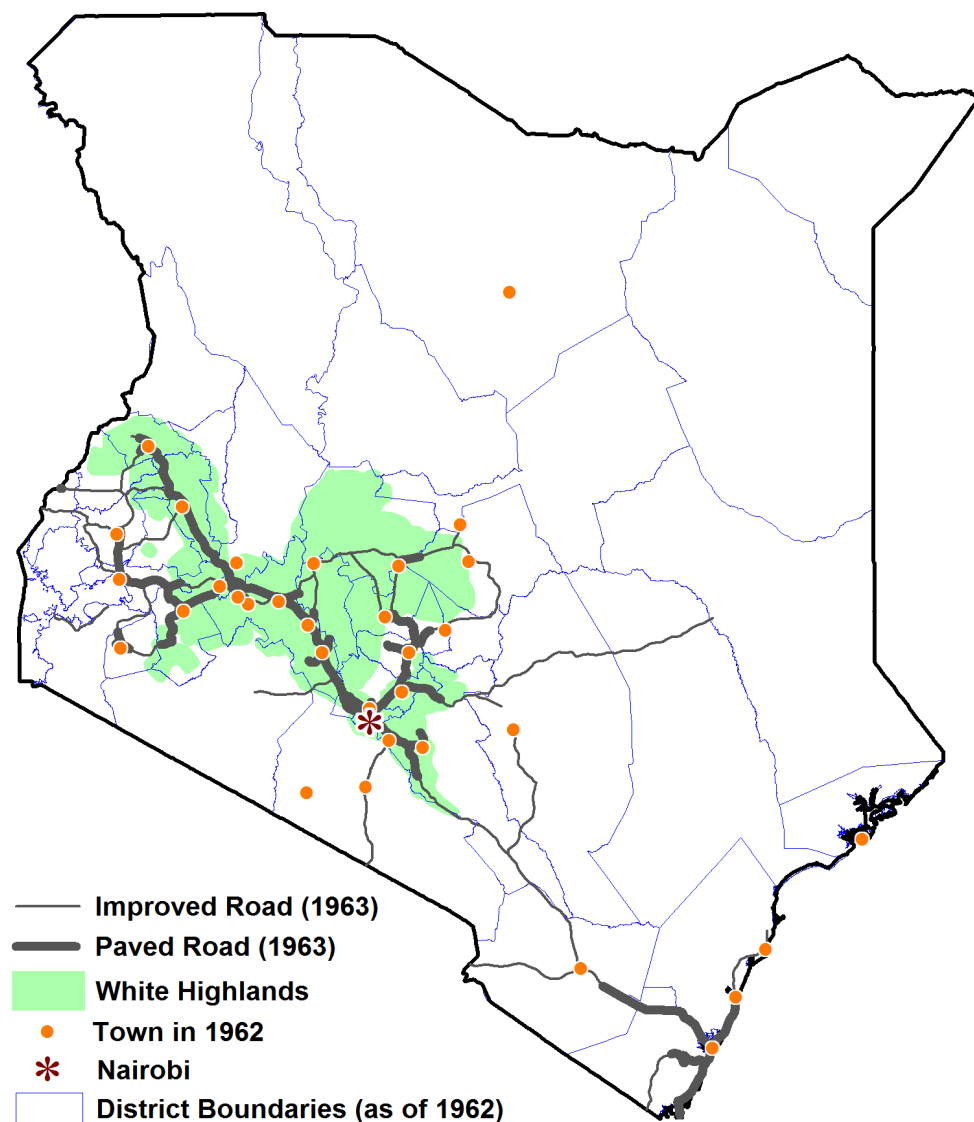 Improved Road (1963)
Paved Road (1963)
White Highlands
Town in 1962
Nairobi
District Boundaries (as of 1962)